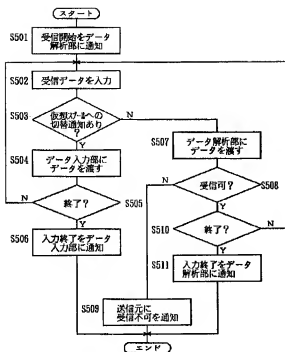 スタート
S501
受信開始をデータ
解析部に通知
S502
受信データを入力
S503
仮想スプールへの
切替通知あり
?
N
Y
S504
データ入力部に
データを渡す
S505
終了?
N
Y
S506
入力終了をデータ
入力部に通知
S507
データ解析部に
データを渡す
S508
受信可?
N
Y
S510
終了?
N
Y
S511
入力終了をデータ
解析部に通知
S509
送信元に
受信不可を通知
エンド